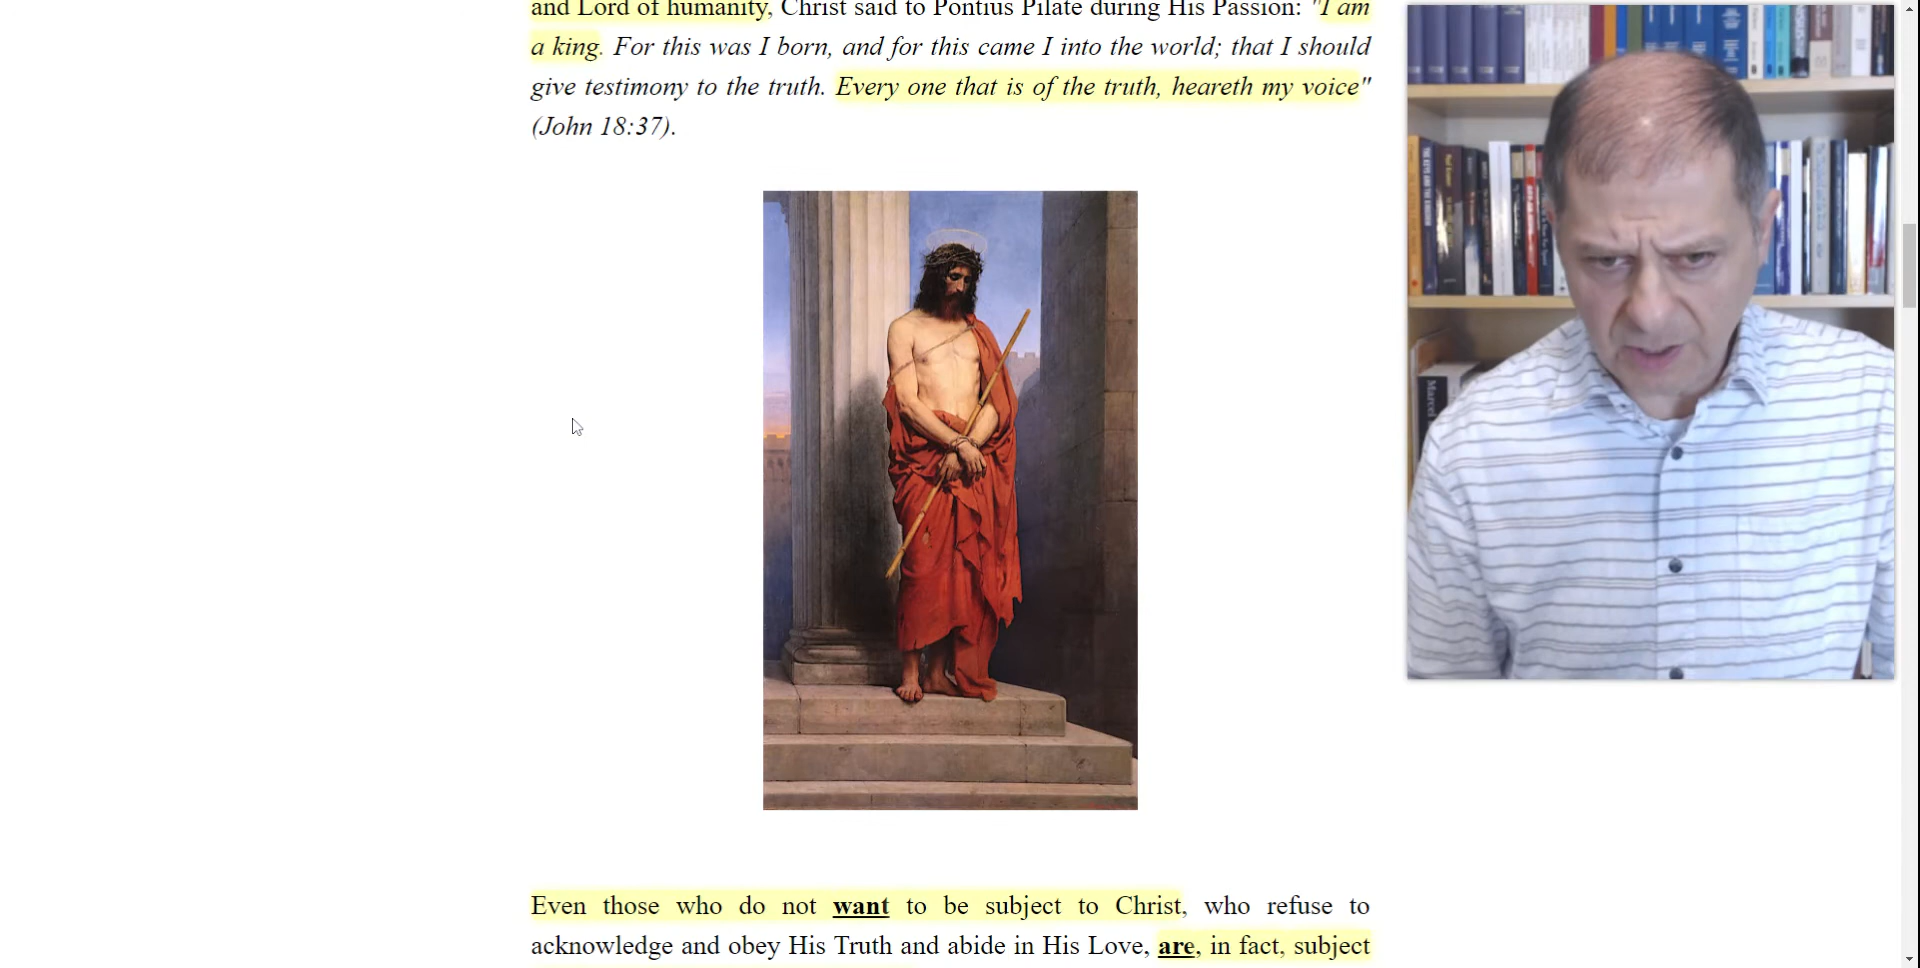 and Lord of humanity, Christ said to Pontius Pilate during His Passion: "I am
a king. For this was I born, and for this came I into the world; that I should
give testimony to the truth. Every one that is of the truth, heareth my voice"
(John 18:37).
Marcel
Even those who do not want to be subject to Christ, who refuse to
acknowledge and obey His Truth and abide in His Love, are, in fact, subject